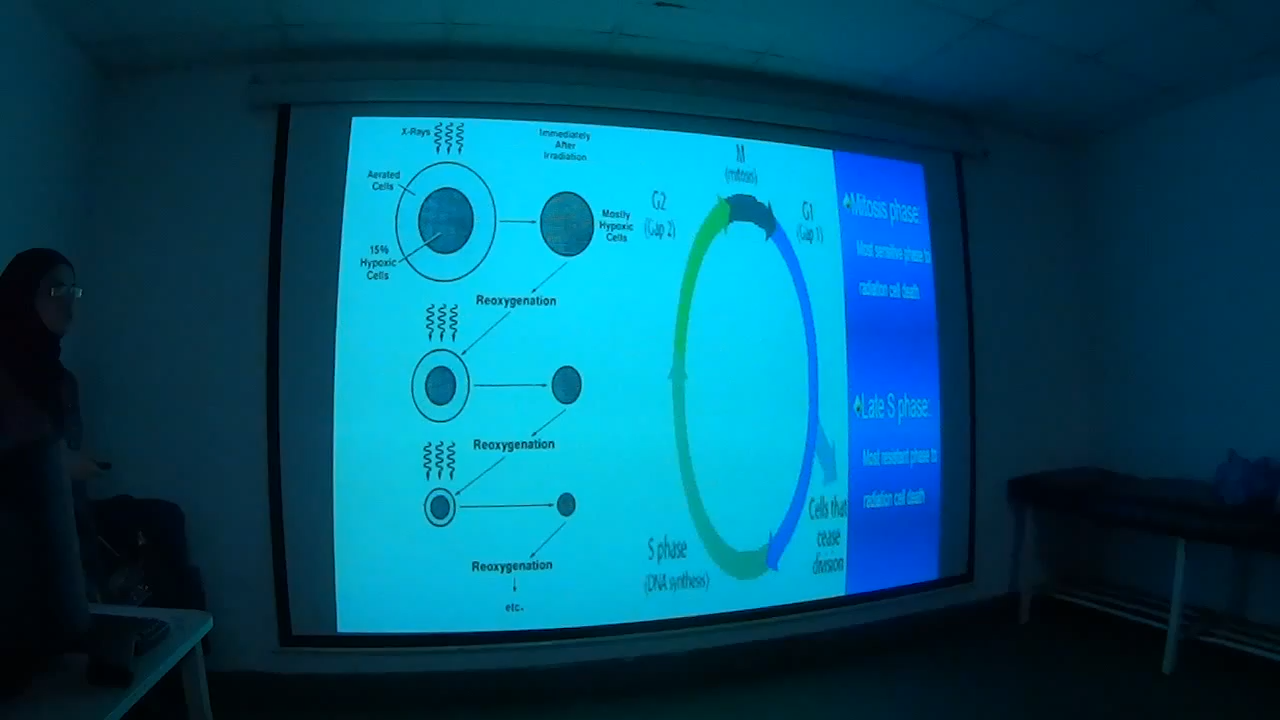 X-Rays
Immediately
After
Irradiation
Aerated
Cells
Mostly
Hypoxic
Cells
15%
Hypoxic
Cells
Reoxygenation
Reoxygenation
Reoxygenation
etc.
M
(mitosis)
G2
(Gap 2)
G1
(Gap 1)
S phase
(DNA synthesis)
Cells that
cease
division
Mitosis phase:
Most sensitive phase to
radiation cell death
Late S phase:
Most resistant phase to
radiation cell death